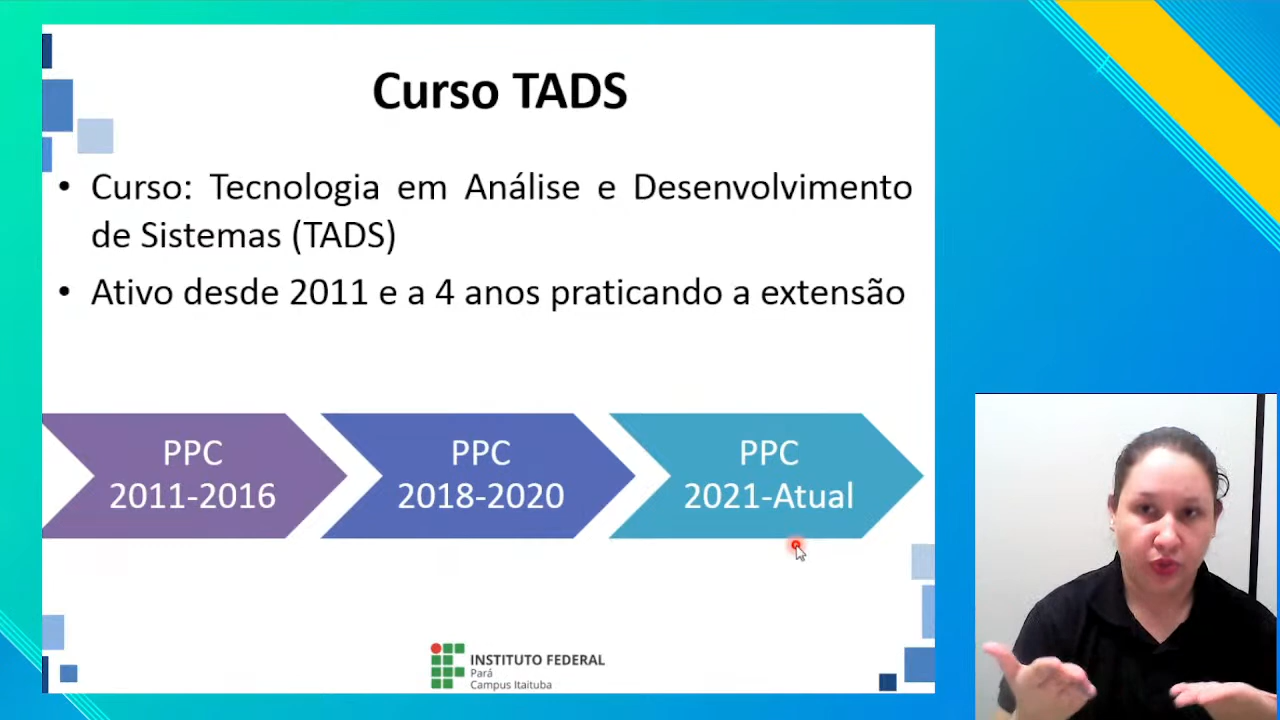 Curso TADS
• Curso: Tecnologia em Análise e Desenvolvimento
de Sistemas (TADS)
• Ativo desde 2011 e a 4 anos praticando a extensão
PPC
2011-2016
PPC
2018-2020
PPC
2021-Atual
INSTITUTO FEDERAL
Pará
Campus Itaituba